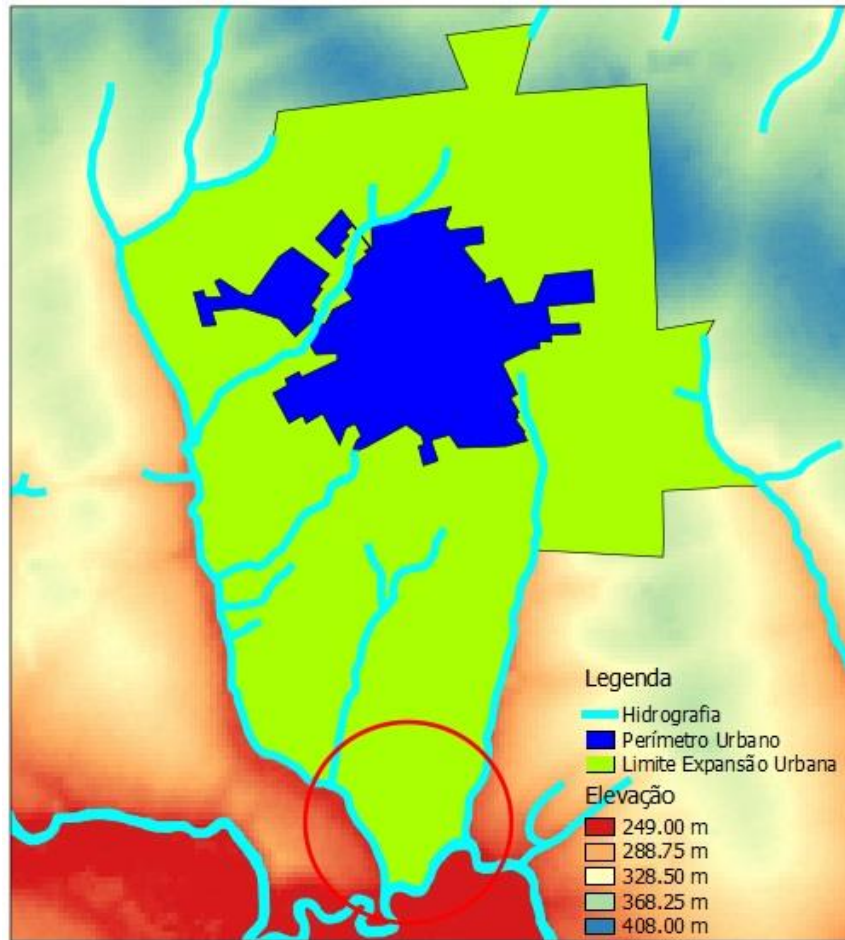 Legenda
Hidrografia
Perímetro Urbano
Limite Expansão Urbana
Elevação
249.00 m
288.75 m
328.50 m
368.25 m
408.00 m